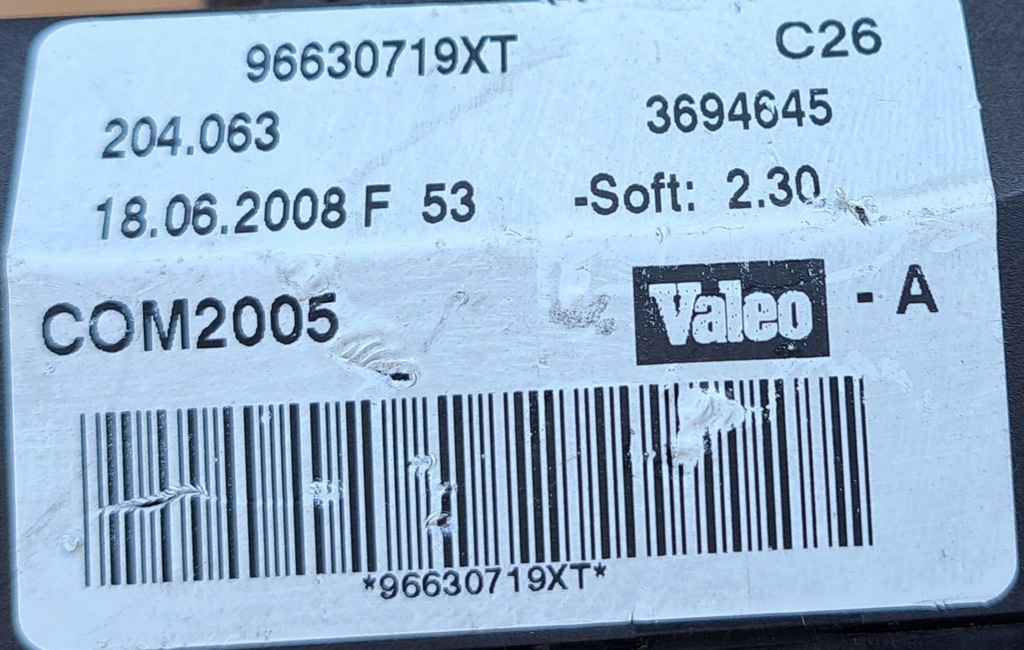 96630719XT C26
204.063 3694645
18.06.2008 F 53 -Soft: 2.30
COM2005 Valeo - A
*96630719XT*